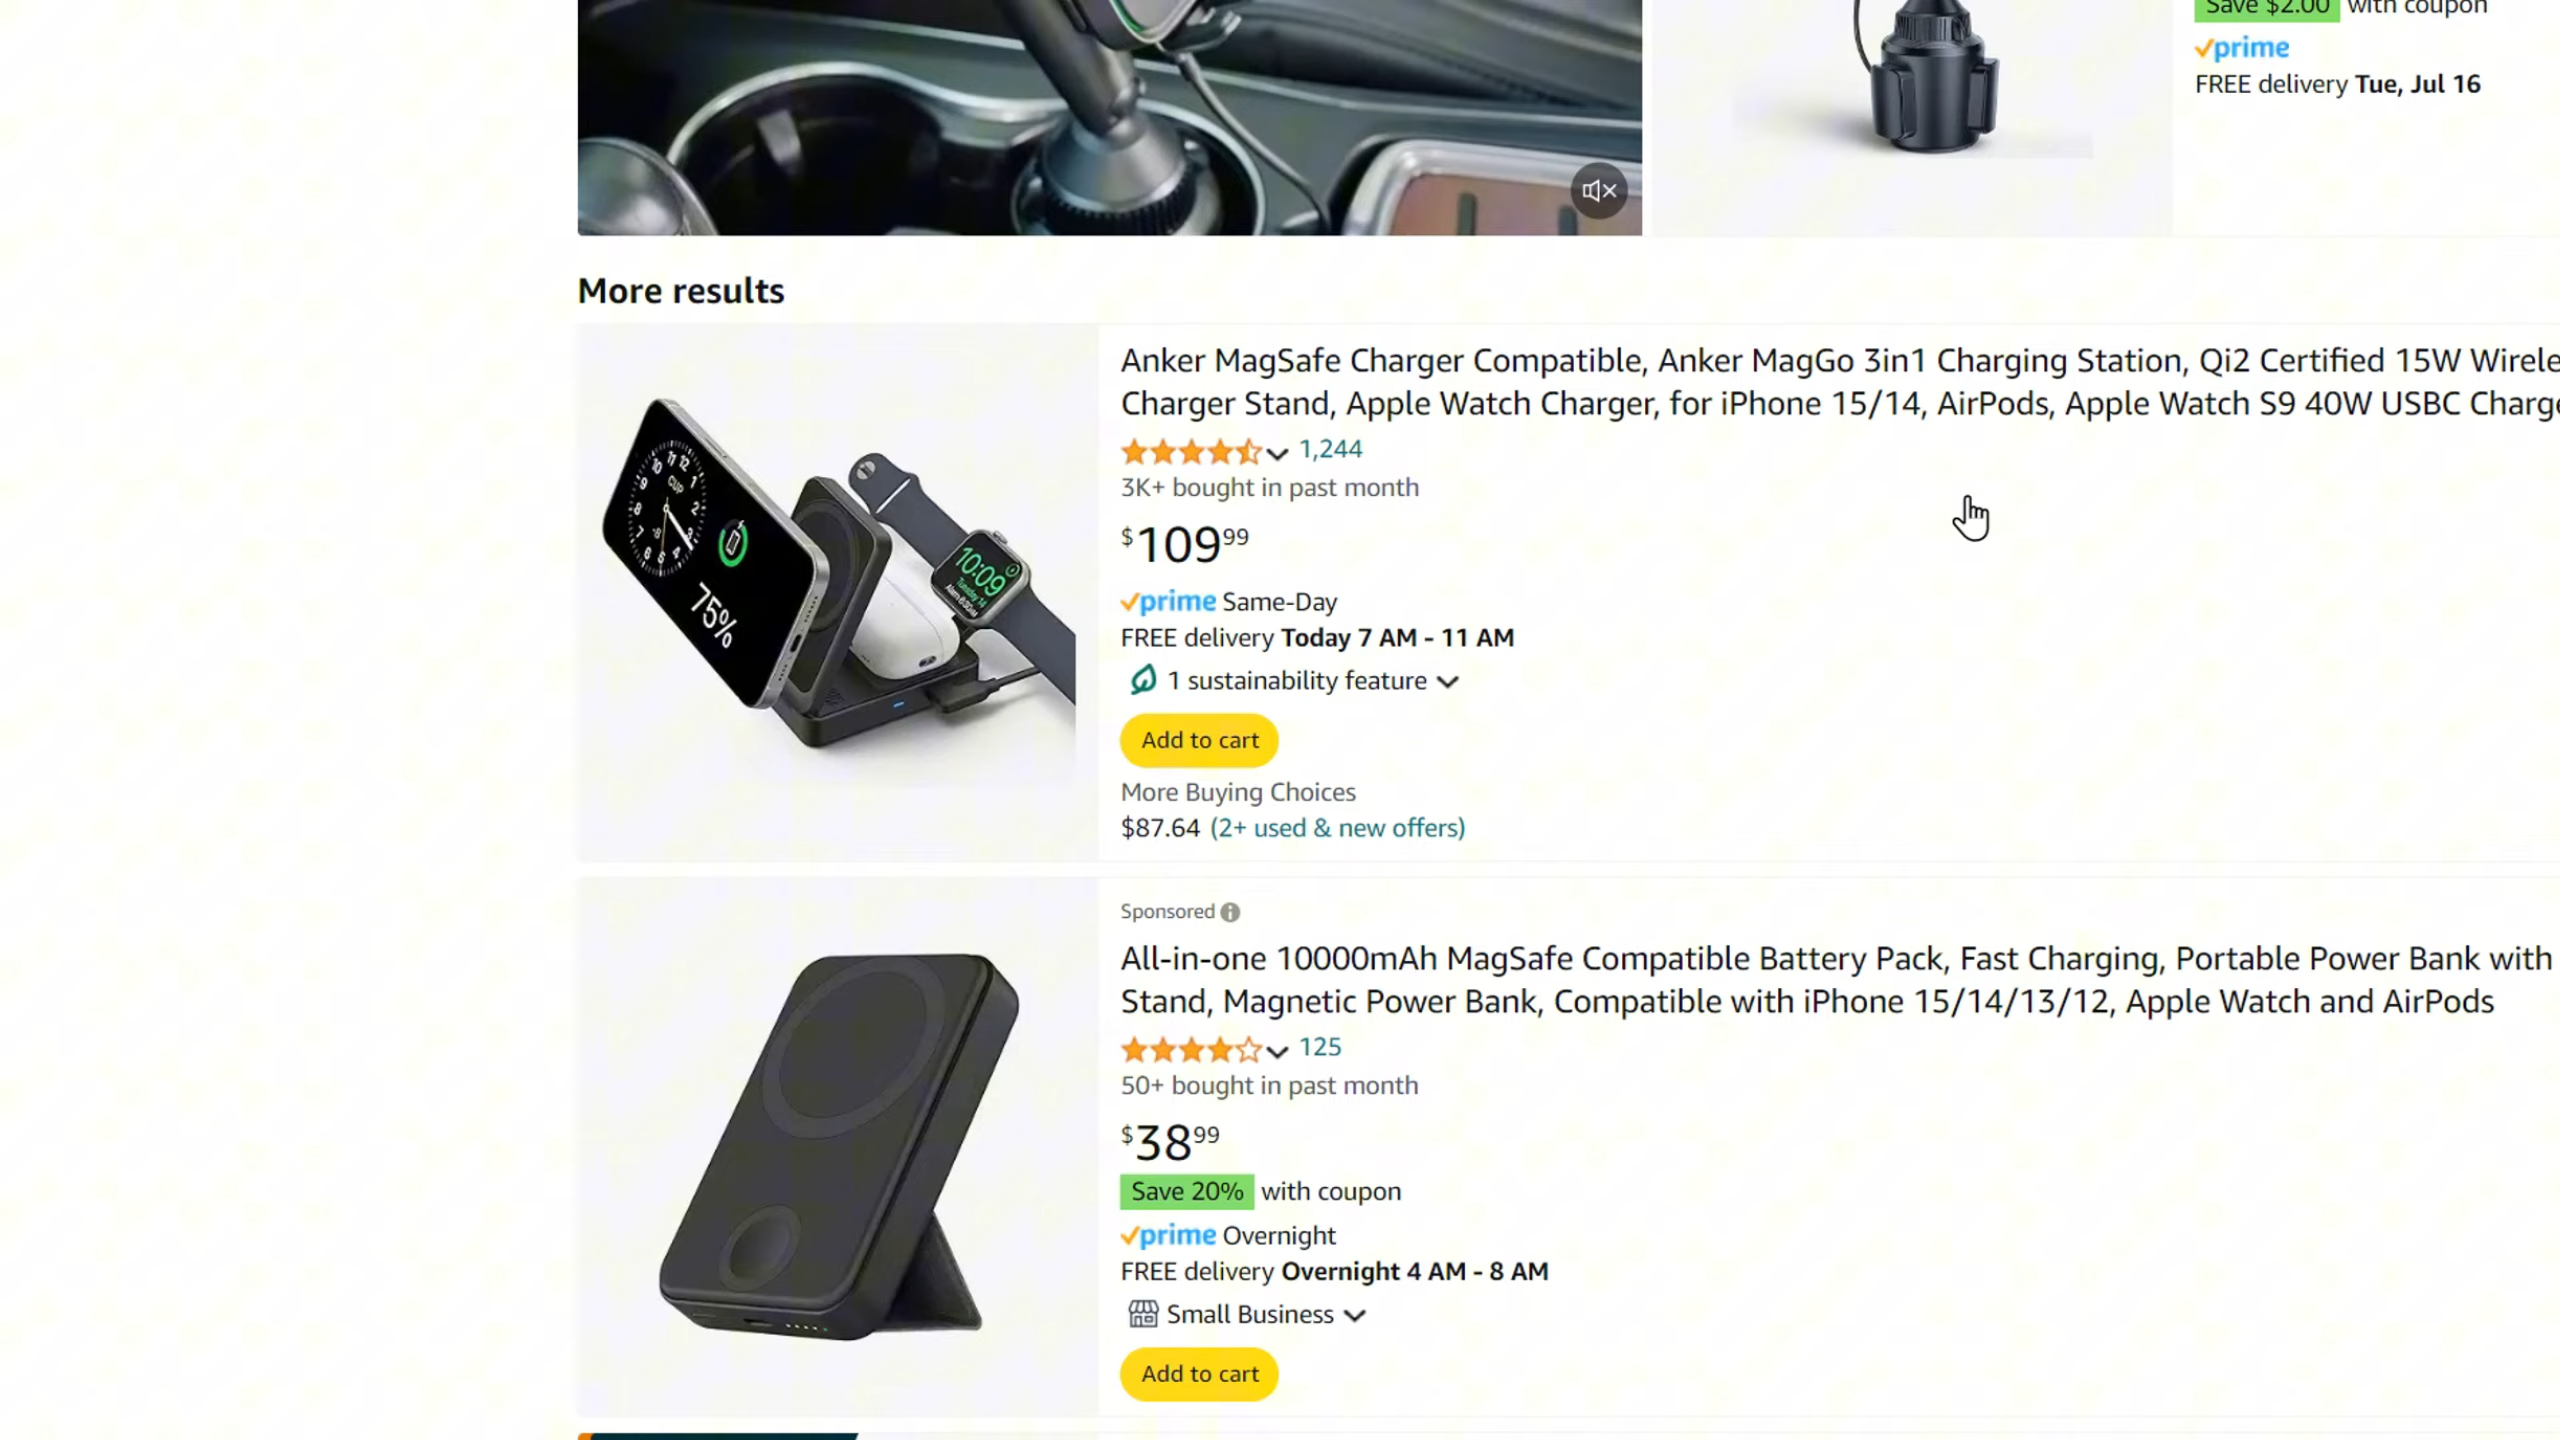 Save $2.00 with coupon
prime
FREE delivery Tue, Jul 16
More results
Anker MagSafe Charger Compatible, Anker MagGo 3in1 Charging Station, Qi2 Certified 15W Wirele
Charger Stand, Apple Watch Charger, for iPhone 15/14, AirPods, Apple Watch S9 40W USBC Charge
1,244
3K+ bought in past month
$109.99
prime Same-Day
FREE delivery Today 7 AM - 11 AM
1 sustainability feature
Add to cart
More Buying Choices
$87.64 (2+ used & new offers)
75%
CUP
10:09
Sponsored
All-in-one 10000mAh MagSafe Compatible Battery Pack, Fast Charging, Portable Power Bank with
Stand, Magnetic Power Bank, Compatible with iPhone 15/14/13/12, Apple Watch and AirPods
125
50+ bought in past month
$38.99
Save 20% with coupon
prime Overnight
FREE delivery Overnight 4 AM - 8 AM
Small Business
Add to cart